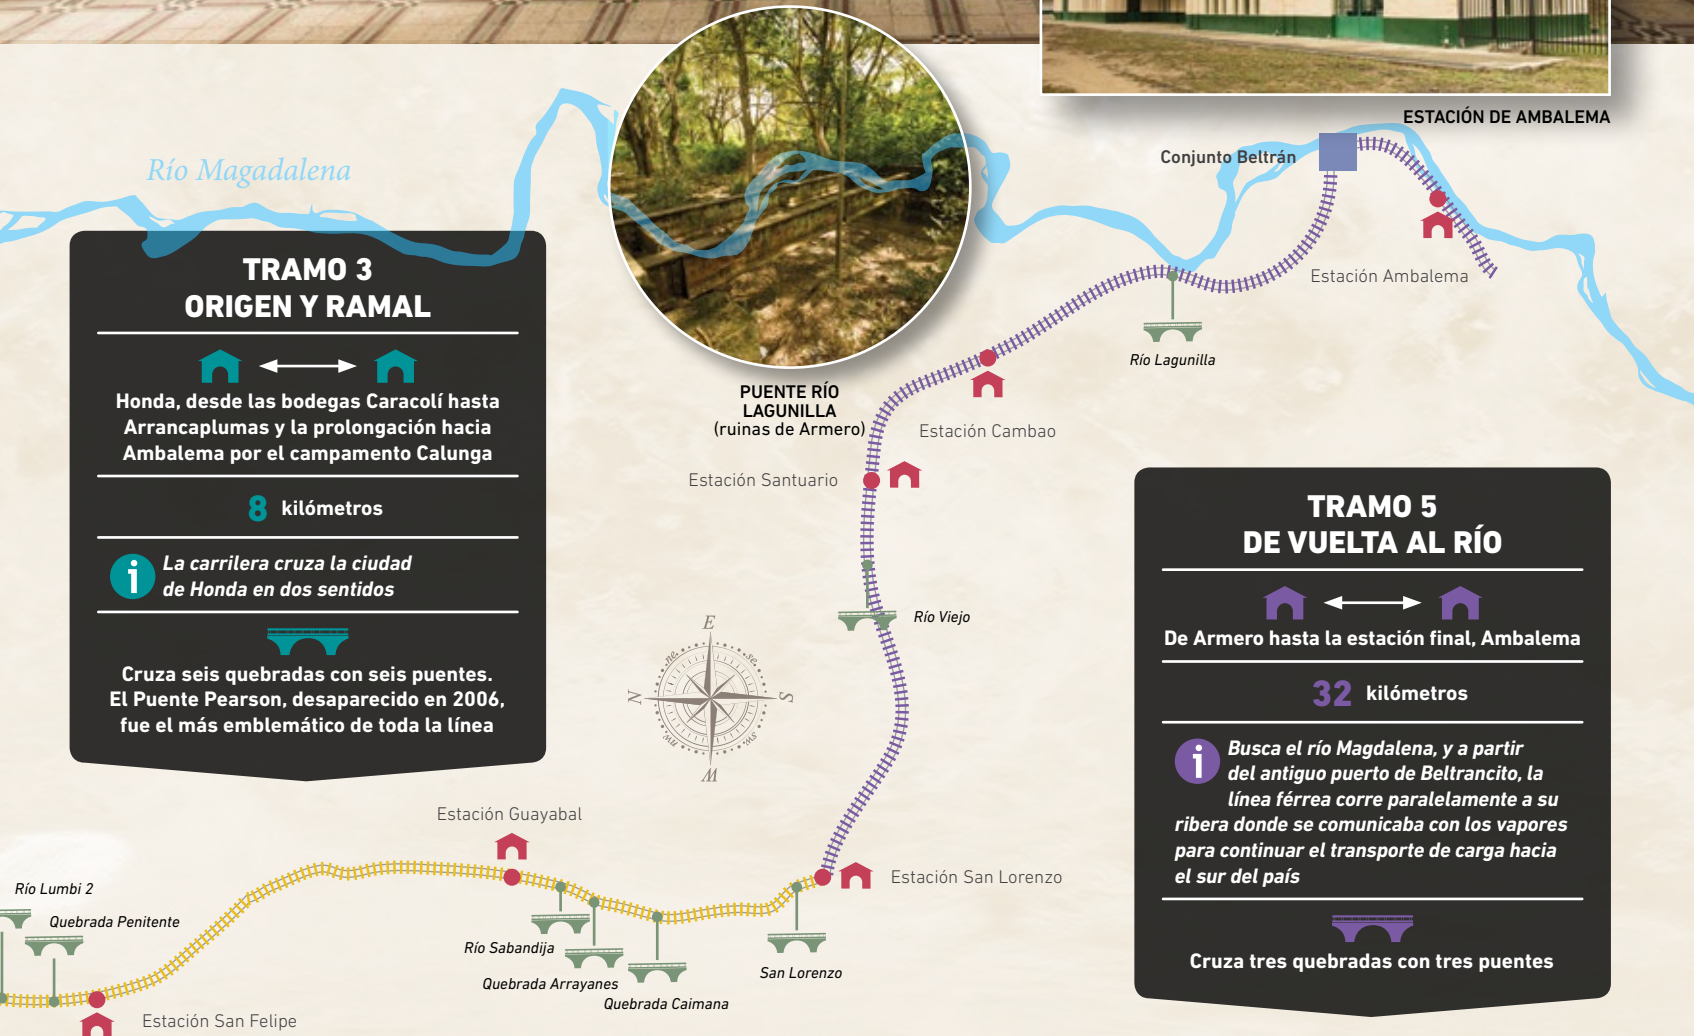 ESTACIÓN DE AMBALEMA
Río Magadalena
Conjunto Beltrán
Estación Ambalema
Río Lagunilla
TRAMO 3
ORIGEN Y RAMAL
Honda, desde las bodegas Caracolí hasta
Arrancaplumas y la prolongación hacia
Ambalema por el campamento Calunga
8 kilómetros
i
La carrilera cruza la ciudad
de Honda en dos sentidos
Cruza seis quebradas con seis puentes.
El Puente Pearson, desaparecido en 2006,
fue el más emblemático de toda la línea
PUENTE RÍO
LAGUNILLA
(ruinas de Armero)
Estación Cambao
Estación Santuario
Río Viejo
E
ne
se
N
S
nw
sw
W
TRAMO 5
DE VUELTA AL RÍO
De Armero hasta la estación final, Ambalema
32 kilómetros
i
Busca el río Magdalena, y a partir
del antiguo puerto de Beltrancito, la
línea férrea corre paralelamente a su
ribera donde se comunicaba con los vapores
para continuar el transporte de carga hacia
el sur del país
Cruza tres quebradas con tres puentes
Estación Guayabal
Estación San Lorenzo
Río Lumbi 2
Quebrada Penitente
Río Sabandija
Quebrada Arrayanes
Quebrada Caimana
San Lorenzo
Estación San Felipe